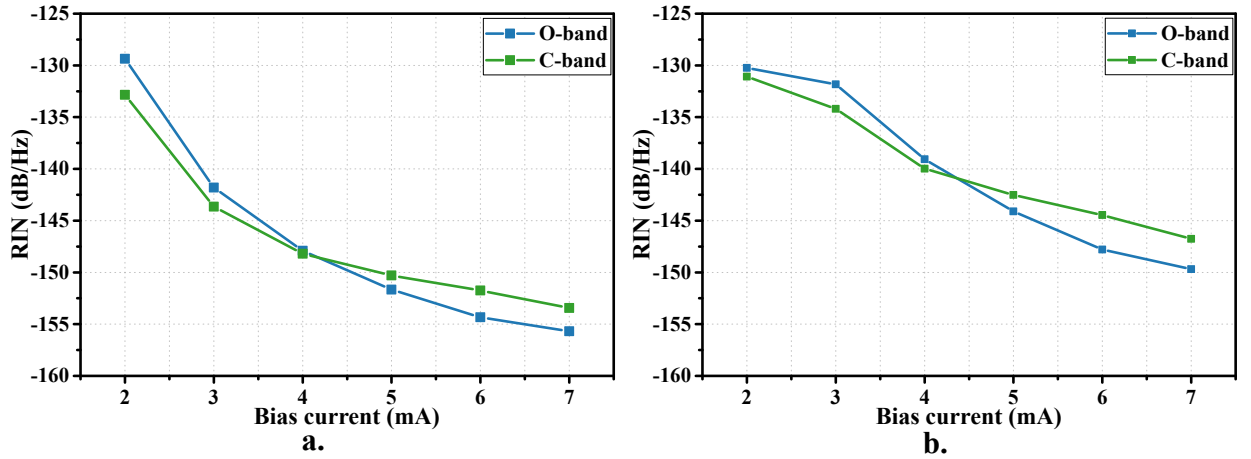 -125
-130
-135
-140
-145
-150
-155
-160
RIN (dB/Hz)
O-band
C-band
2 3 4 5 6 7
Bias current (mA)
a.
-125
-130
-135
-140
-145
-150
-155
-160
RIN (dB/Hz)
O-band
C-band
2 3 4 5 6 7
Bias current (mA)
b.